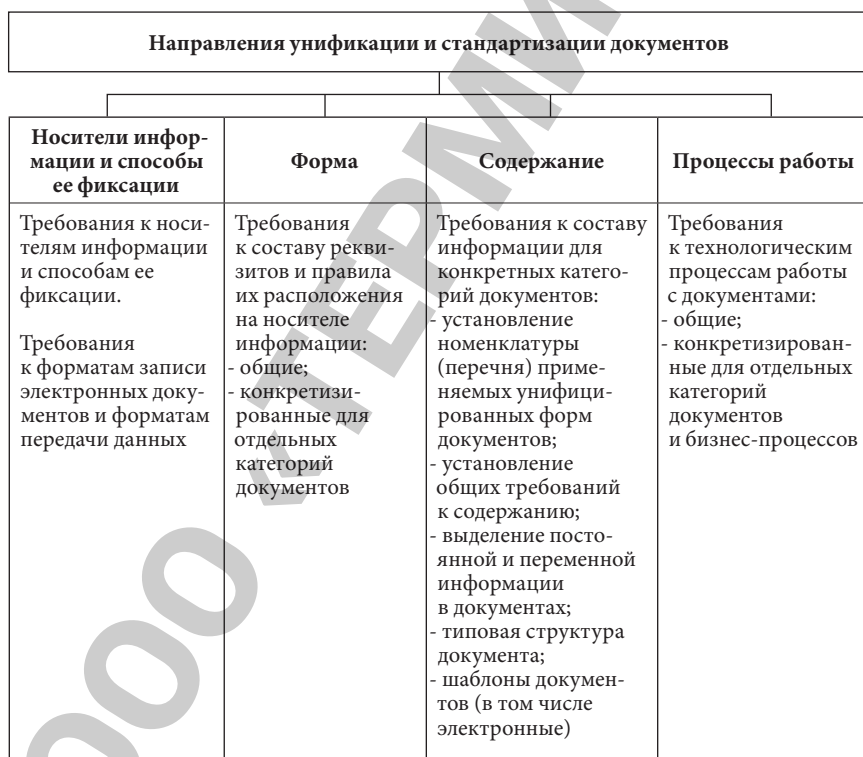 Направления унификации и стандартизации документов
Носители инфор-
мации и способы
ее фиксации
Требования к носи-
телям информации
и способам ее
фиксации.
Требования
к форматам записи
электронных доку-
ментов и форматам
передачи данных
Форма
Требования
к составу рекви-
зитов и правила
их расположения
на носителе
информации:
- общие;
- конкретизи-
рованные для
отдельных
категорий
документов
Содержание
Требования к составу
информации для
конкретных катего-
рий документов:
- установление
номенклатуры
(перечня) приме-
няемых унифици-
рованных форм
документов;
- установление
общих требований
к содержанию;
- выделение посто-
янной и переменной
информации
в документах;
- типовая структура
документа;
- шаблоны докумен-
тов (в том числе
электронные)
Процессы работы
Требования
к технологическим
процессам работы
с документами:
- общие;
- конкретизирован-
ные для отдельных
категорий
документов
и бизнес-процессов
ООО «ТЕРМИ